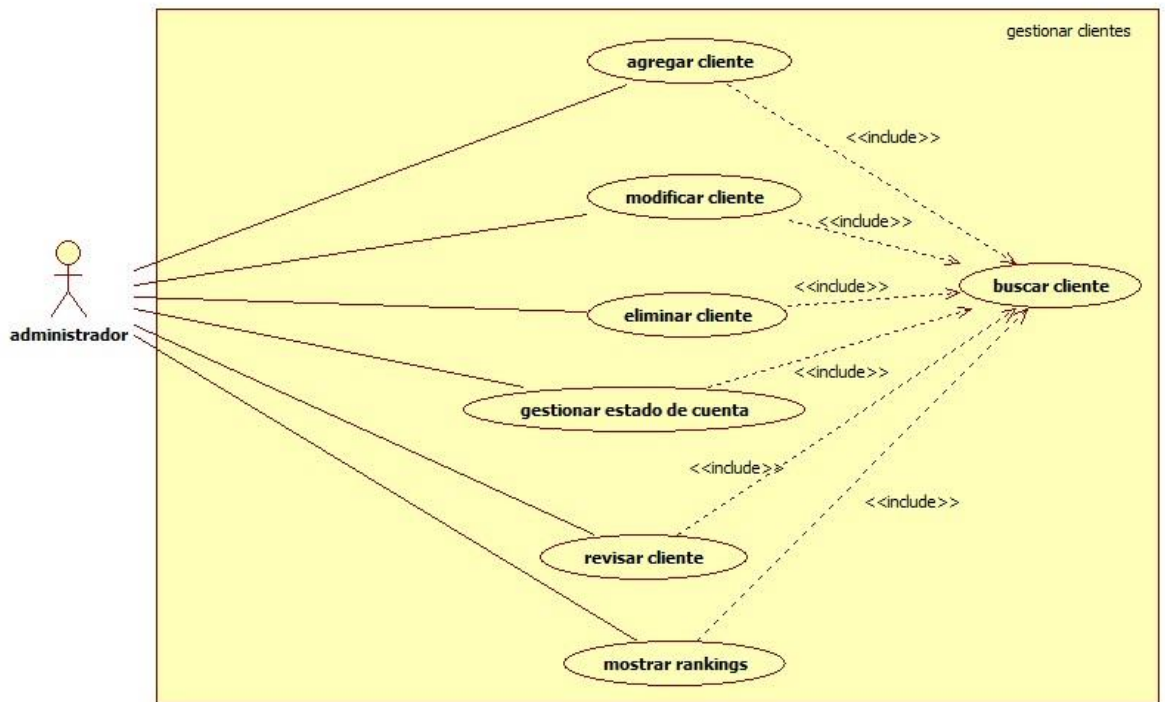 gestionar clientes
agregar cliente
<<include>>
modificar cliente
<<include>>
buscar cliente
<<include>>
eliminar cliente
administrador
<<include>>
gestionar estado de cuenta
<<include>>
<<include>>
revisar cliente
mostrar rankings